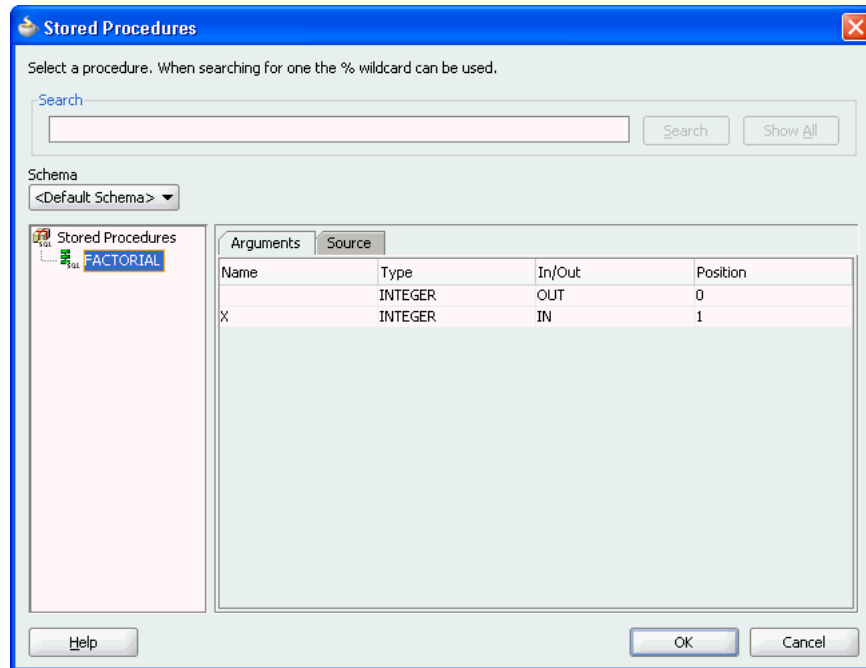 Stored Procedures
Select a procedure. When searching for one the % wildcard can be used.
Search
Search Show All
Schema
<Default Schema>
Stored Procedures
SQL FACTORIAL
Arguments Source
Name Type In/Out Position
INTEGER OUT 0
X INTEGER IN 1
Help OK Cancel